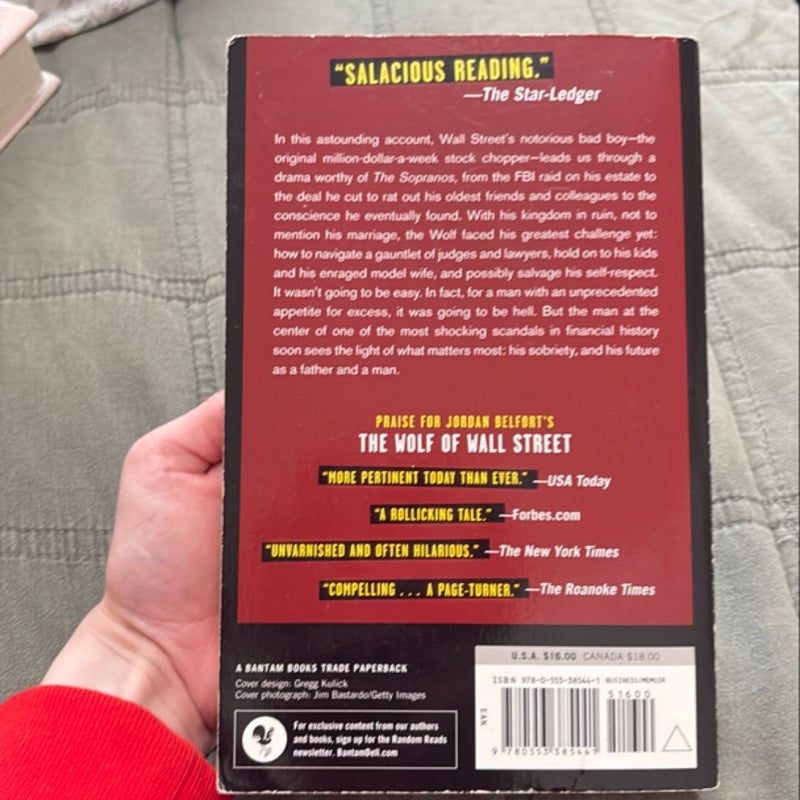 “SALACIOUS READING.”
—The Star-Ledger
In this astounding account, Wall Street's notorious bad boy—the
original million-dollar-a-week stock chopper—leads us through a
drama worthy of The Sopranos, from the FBI raid on his estate to
the deal he cut to rat out his oldest friends and colleagues to the
conscience he eventually found. With his kingdom in ruin, not to
mention his marriage, the Wolf faced his greatest challenge yet:
how to navigate a gauntlet of judges and lawyers, hold on to his kids
and his enraged model wife, and possibly salvage his self-respect.
It wasn't going to be easy. In fact, for a man with an unprecedented
appetite for excess, it was going to be hell. But the man at the
center of one of the most shocking scandals in financial history
soon sees the light of what matters most: his sobriety, and his future
as a father and a man.
PRAISE FOR JORDAN BELFORT'S
THE WOLF OF WALL STREET
“MORE PERTINENT TODAY THAN EVER.” —USA Today
“A ROLLICKING TALE.” —Forbes.com
“UNVARNISHED AND OFTEN HILARIOUS.” —The New York Times
“COMPELLING . . . A PAGE-TURNER.” —The Roanoke Times
A BANTAM BOOKS TRADE PAPERBACK
Cover design: Gregg Kulick
Cover photograph: Jim Bastardo/Getty Images
For exclusive content from our authors
and books, sign up for the Random Reads
newsletter. BantamDell.com
U.S.A. $16.00 CANADA $18.00
ISBN 978-0-553-38544-1 BUSINESS/MEMOIR
51600
EAN
9 780553 385441